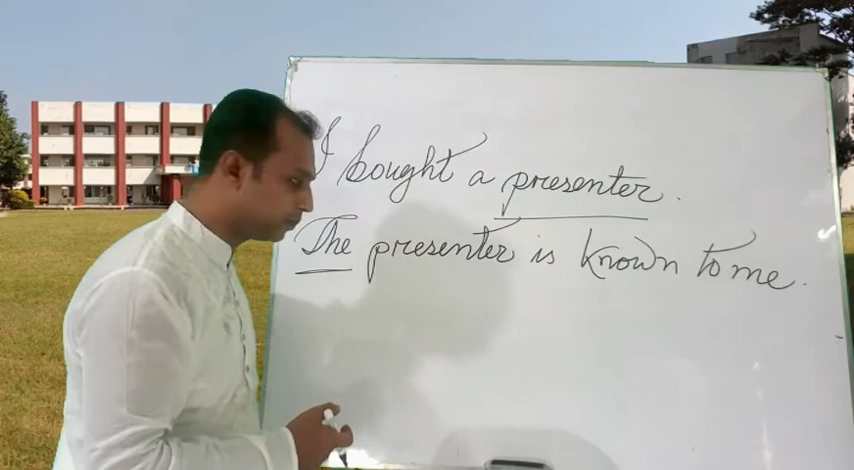 I bought a presenter.
The presenter is known to me.